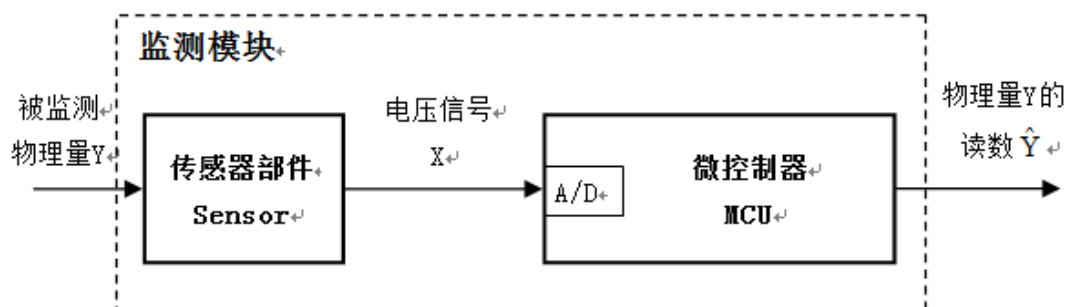 监测模块
被监测
物理量Y
传感器部件
Sensor
电压信号
X
A/D
微控制器
MCU
物理量Y的
读数 Ŷ